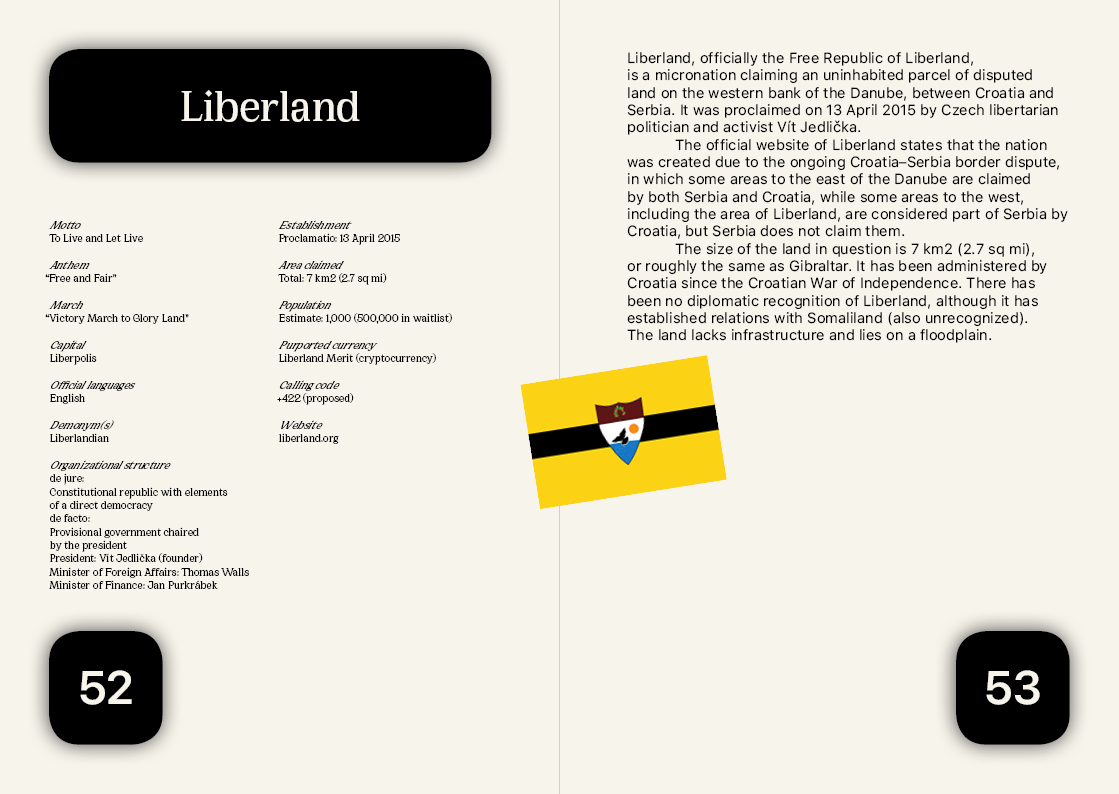 Liberland
Motto
To Live and Let Live
Anthem
“Free and Fair”
March
“Victory March to Glory Land”
Capital
Liberpolis
Official languages
English
Demonym(s)
Liberlandian
Organizational structure
de jure:
Constitutional republic with elements
of a direct democracy
de facto:
Provisional government chaired
by the president
President: Vít Jedlička (founder)
Minister of Foreign Affairs: Thomas Walls
Minister of Finance: Jan Purkrábek
Establishment
Proclamatio: 13 April 2015
Area claimed
Total: 7 km2 (2.7 sq mi)
Population
Estimate: 1,000 (500,000 in waitlist)
Purported currency
Liberland Merit (cryptocurrency)
Calling code
+422 (proposed)
Website
liberland.org
52
Liberland, officially the Free Republic of Liberland,
is a micronation claiming an uninhabited parcel of disputed
land on the western bank of the Danube, between Croatia and
Serbia. It was proclaimed on 13 April 2015 by Czech libertarian
politician and activist Vít Jedlička.
The official website of Liberland states that the nation
was created due to the ongoing Croatia–Serbia border dispute,
in which some areas to the east of the Danube are claimed
by both Serbia and Croatia, while some areas to the west,
including the area of Liberland, are considered part of Serbia by
Croatia, but Serbia does not claim them.
The size of the land in question is 7 km2 (2.7 sq mi),
or roughly the same as Gibraltar. It has been administered by
Croatia since the Croatian War of Independence. There has
been no diplomatic recognition of Liberland, although it has
established relations with Somaliland (also unrecognized).
The land lacks infrastructure and lies on a floodplain.
53